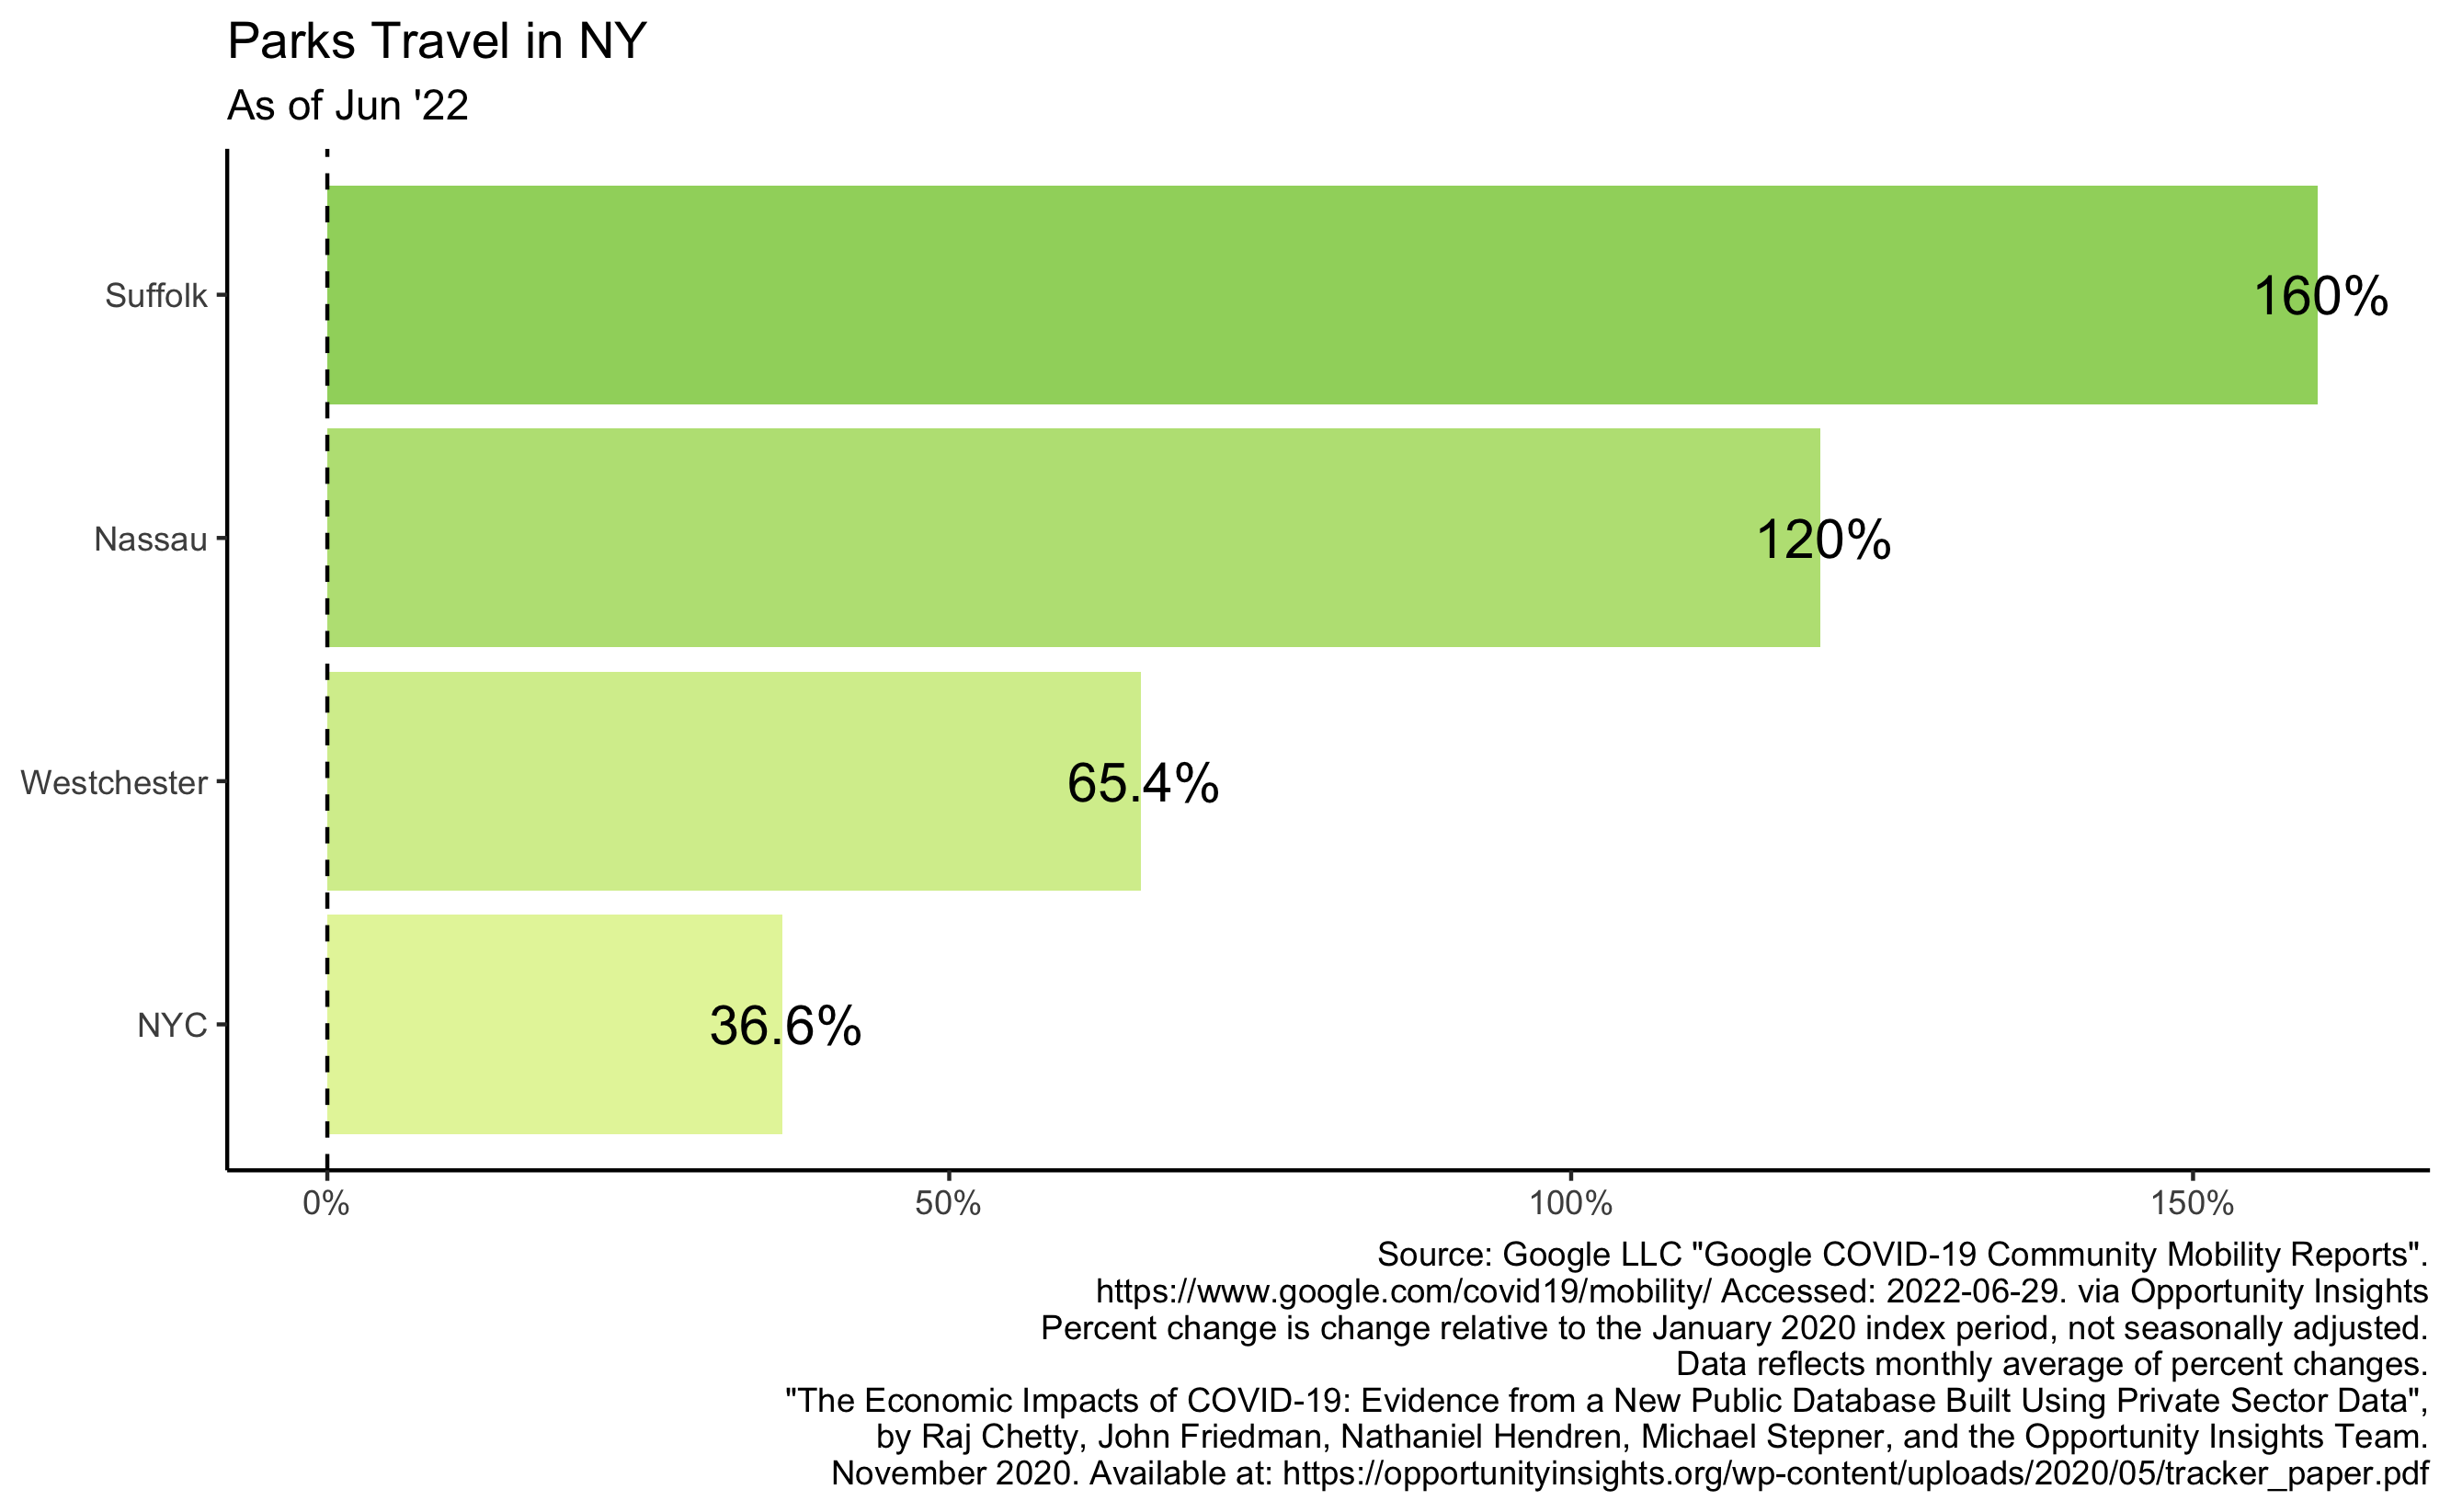 Parks Travel in NY
As of Jun '22
Suffolk
160%
Nassau
120%
Westchester
65.4%
NYC
36.6%
0% 50% 100% 150%
Source: Google LLC "Google COVID-19 Community Mobility Reports".
https://www.google.com/covid19/mobility/ Accessed: 2022-06-29. via Opportunity Insights
Percent change is change relative to the January 2020 index period, not seasonally adjusted.
Data reflects monthly average of percent changes.
"The Economic Impacts of COVID-19: Evidence from a New Public Database Built Using Private Sector Data",
by Raj Chetty, John Friedman, Nathaniel Hendren, Michael Stepner, and the Opportunity Insights Team.
November 2020. Available at: https://opportunityinsights.org/wp-content/uploads/2020/05/tracker_paper.pdf